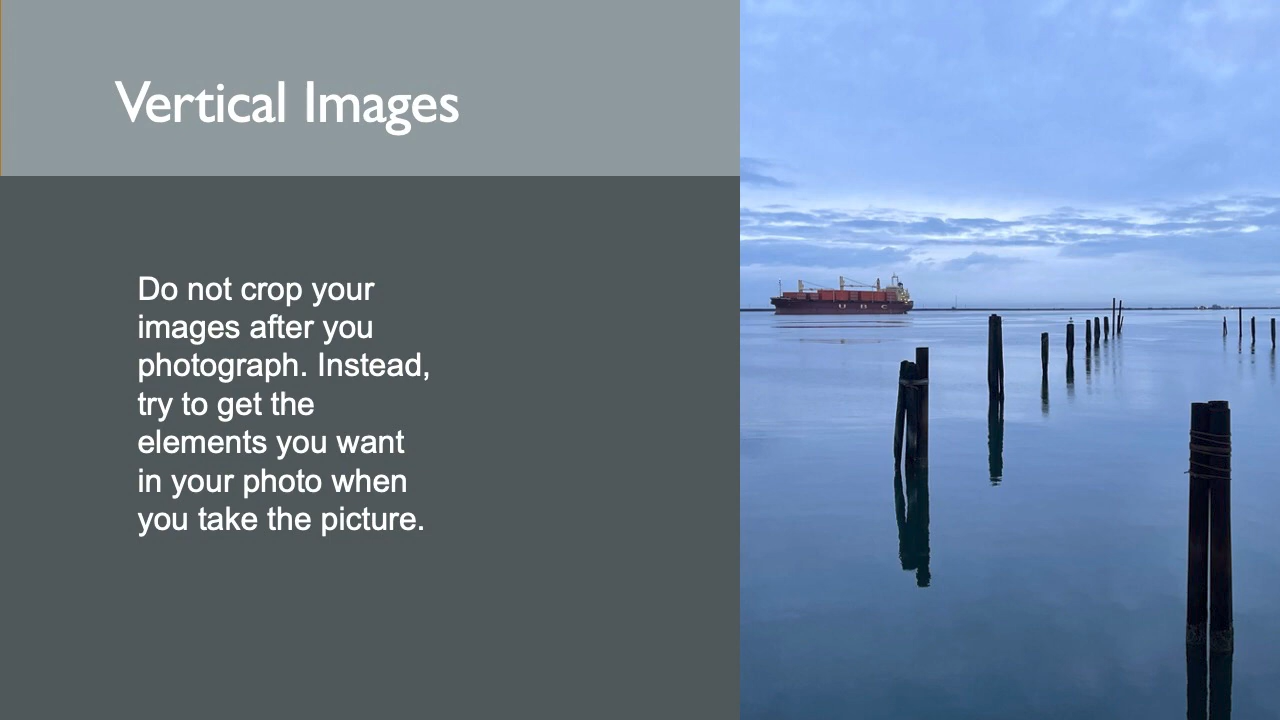 Vertical Images
Do not crop your
images after you
photograph. Instead,
try to get the
elements you want
in your photo when
you take the picture.
U B C